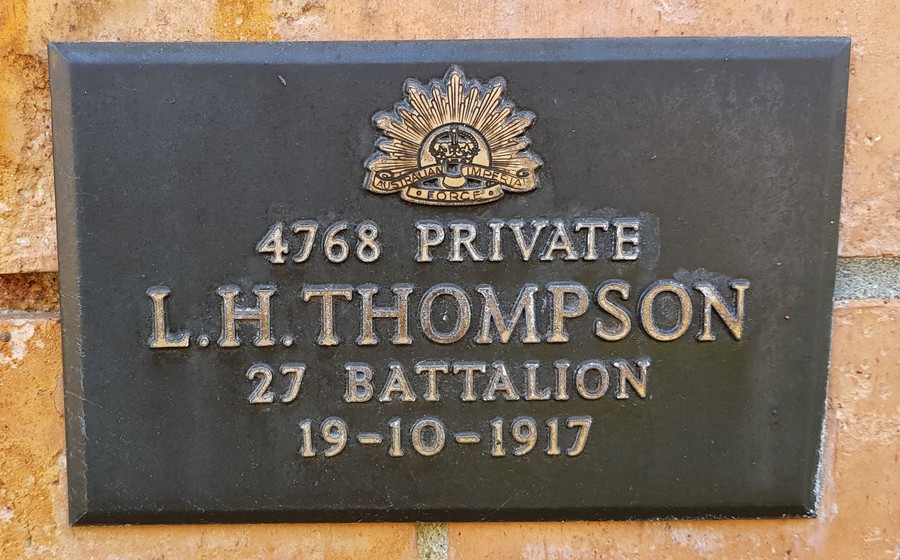 AUSTRALIAN IMPERIAL
FORCE
4768 PRIVATE
L.H.THOMPSON
27 BATTALION
19-10-1917